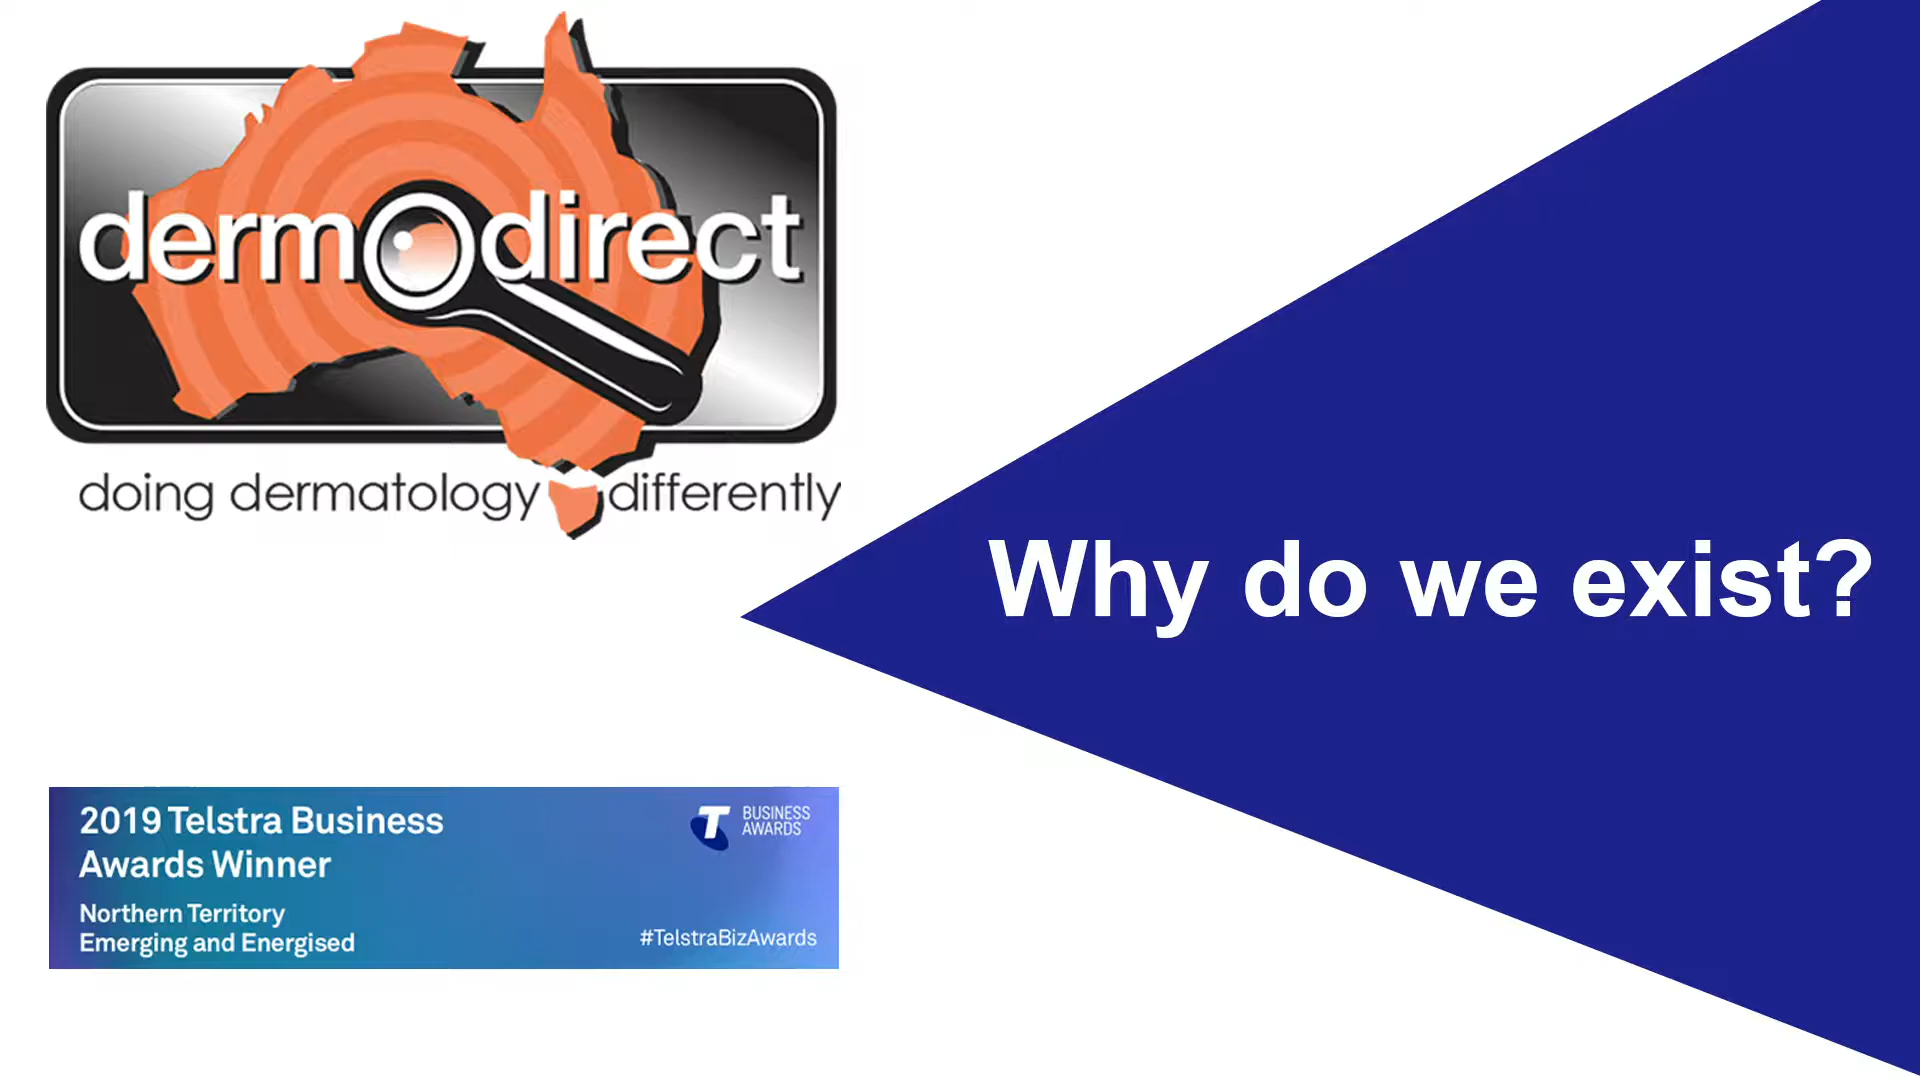 dermodirect
doing dermatology differently
Why do we exist?
2019 Telstra Business
Awards Winner
Northern Territory
Emerging and Energised
T BUSINESS
AWARDS
#TelstraBizAwards